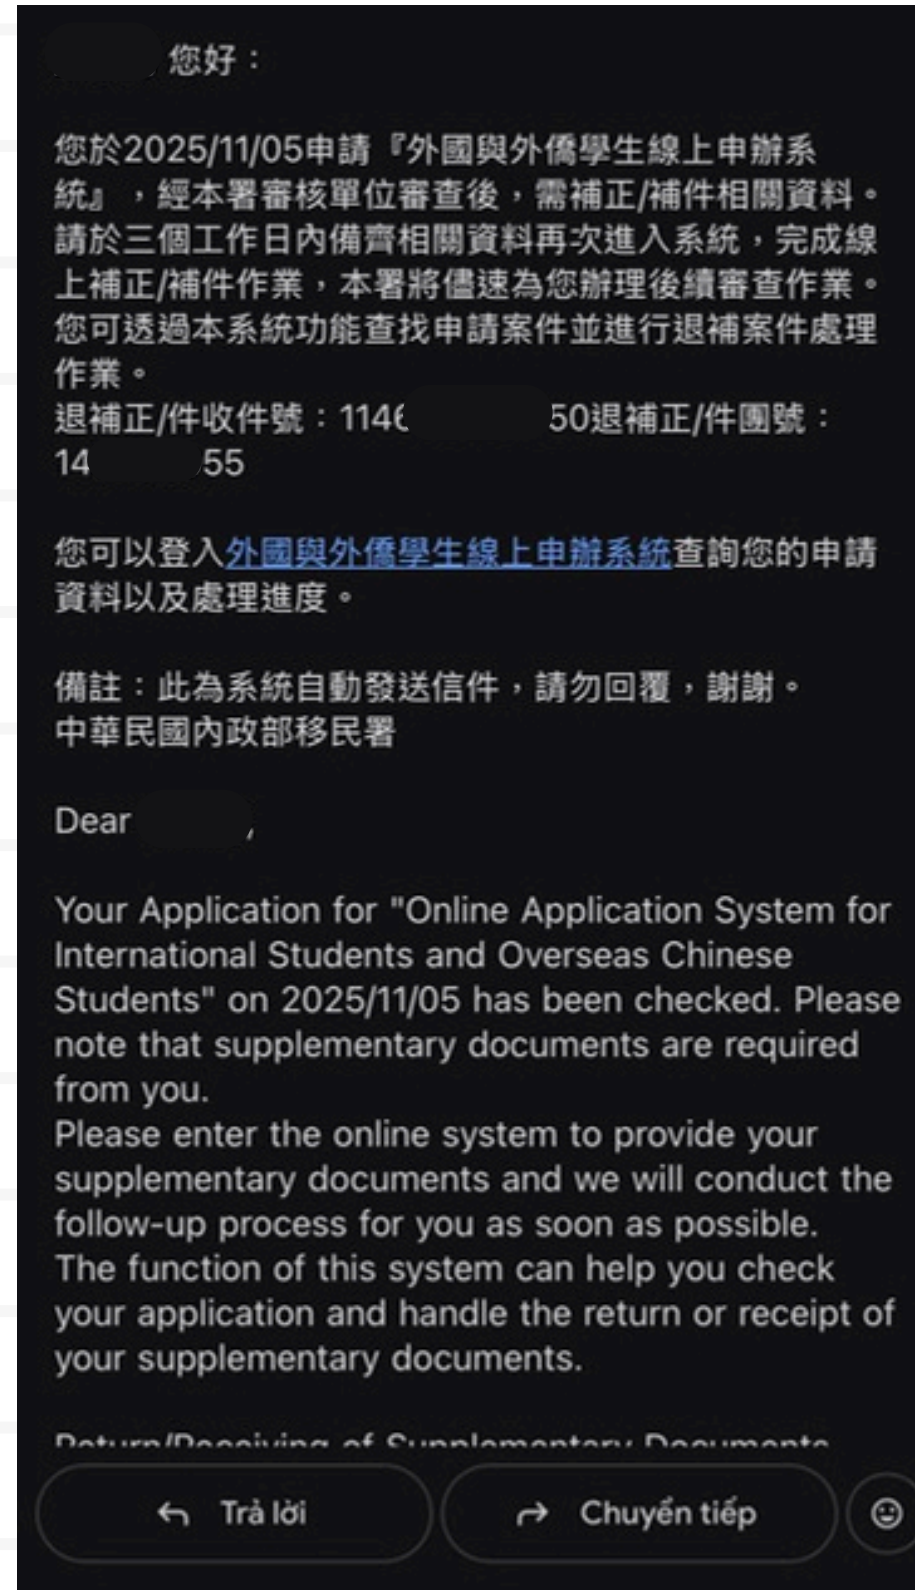 您好：
您於2025/11/05申請『外國與外僑學生線上申辦系
統』，經本署審核單位審查後，需補正/補件相關資料。
請於三個工作日內備齊相關資料再次進入系統，完成線
上補正/補件作業，本署將儘速為您辦理後續審查作業。
您可透過本系統功能查找申請案件並進行退補案件處理
作業。
退補正/件收件號：1146 50退補正/件團號：
14 55
您可以登入外國與外僑學生線上申辦系統查詢您的申請
資料以及處理進度。
備註：此為系統自動發送信件，請勿回覆，謝謝。
中華民國內政部移民署
Dear ,
Your Application for "Online Application System for
International Students and Overseas Chinese
Students" on 2025/11/05 has been checked. Please
note that supplementary documents are required
from you.
Please enter the online system to provide your
supplementary documents and we will conduct the
follow-up process for you as soon as possible.
The function of this system can help you check
your application and handle the return or receipt of
your supplementary documents.
Return/Receiving of Supplementary Documents
Trả lời
Chuyển tiếp